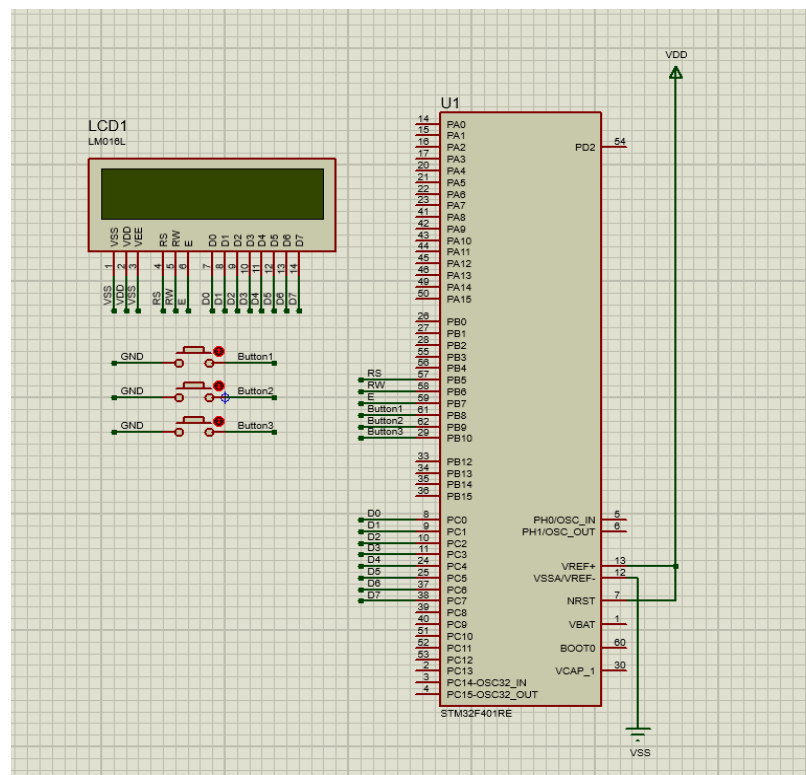 VDD
U1
LCD1
LM016L
14 PA0
15 PA1
16 PA2
17 PA3
20 PA4
21 PA5
22 PA6
23 PA7
41 PA8
42 PA9
43 PA10
44 PA11
45 PA12
46 PA13
49 PA14
50 PA15
PD2 54
VSS VDD VEE RS RW E D0 D1 D2 D3 D4 D5 D6 D7
1 2 3 4 5 6 7 8 9 10 11 12 13 14
VSS VDD VSS RS RW E D0 D1 D2 D3 D4 D5 D6 D7
26 PB0
27 PB1
28 PB2
55 PB3
56 PB4
RS 57 PB5
RW 58 PB6
E 59 PB7
Button1 61 PB8
Button2 62 PB9
Button3 29 PB10
GND Button1
GND Button2
GND Button3
33 PB12
34 PB13
35 PB14
36 PB15
D0 8 PC0
D1 9 PC1
D2 10 PC2
D3 11 PC3
D4 24 PC4
D5 25 PC5
D6 37 PC6
D7 38 PC7
39 PC8
40 PC9
51 PC10
52 PC11
53 PC12
2 PC13
3 PC14-OSC32_IN
4 PC15-OSC32_OUT
PH0/OSC_IN 5
PH1/OSC_OUT 6
VREF+ 13
VSSA/VREF- 12
NRST 7
VBAT 1
BOOT0 60
VCAP_1 30
STM32F401RE
VSS